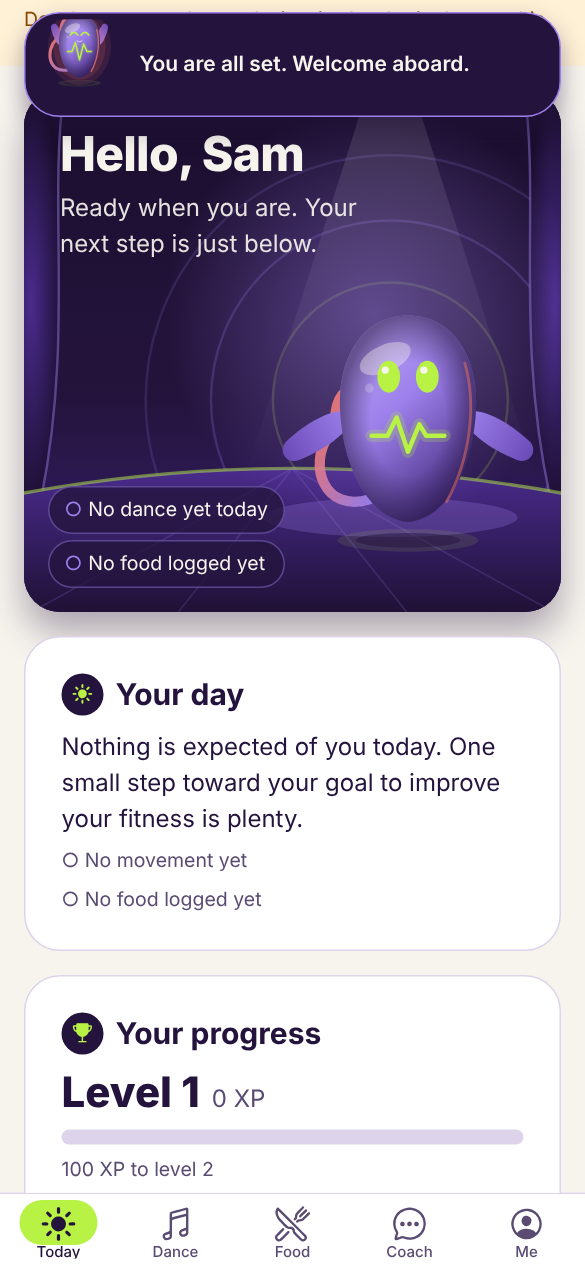 You are all set. Welcome aboard.
Hello, Sam
Ready when you are. Your
next step is just below.
No dance yet today
No food logged yet
Your day
Nothing is expected of you today. One
small step toward your goal to improve
your fitness is plenty.
No movement yet
No food logged yet
Your progress
Level 1 0 XP
100 XP to level 2
Today
Dance
Food
Coach
Me